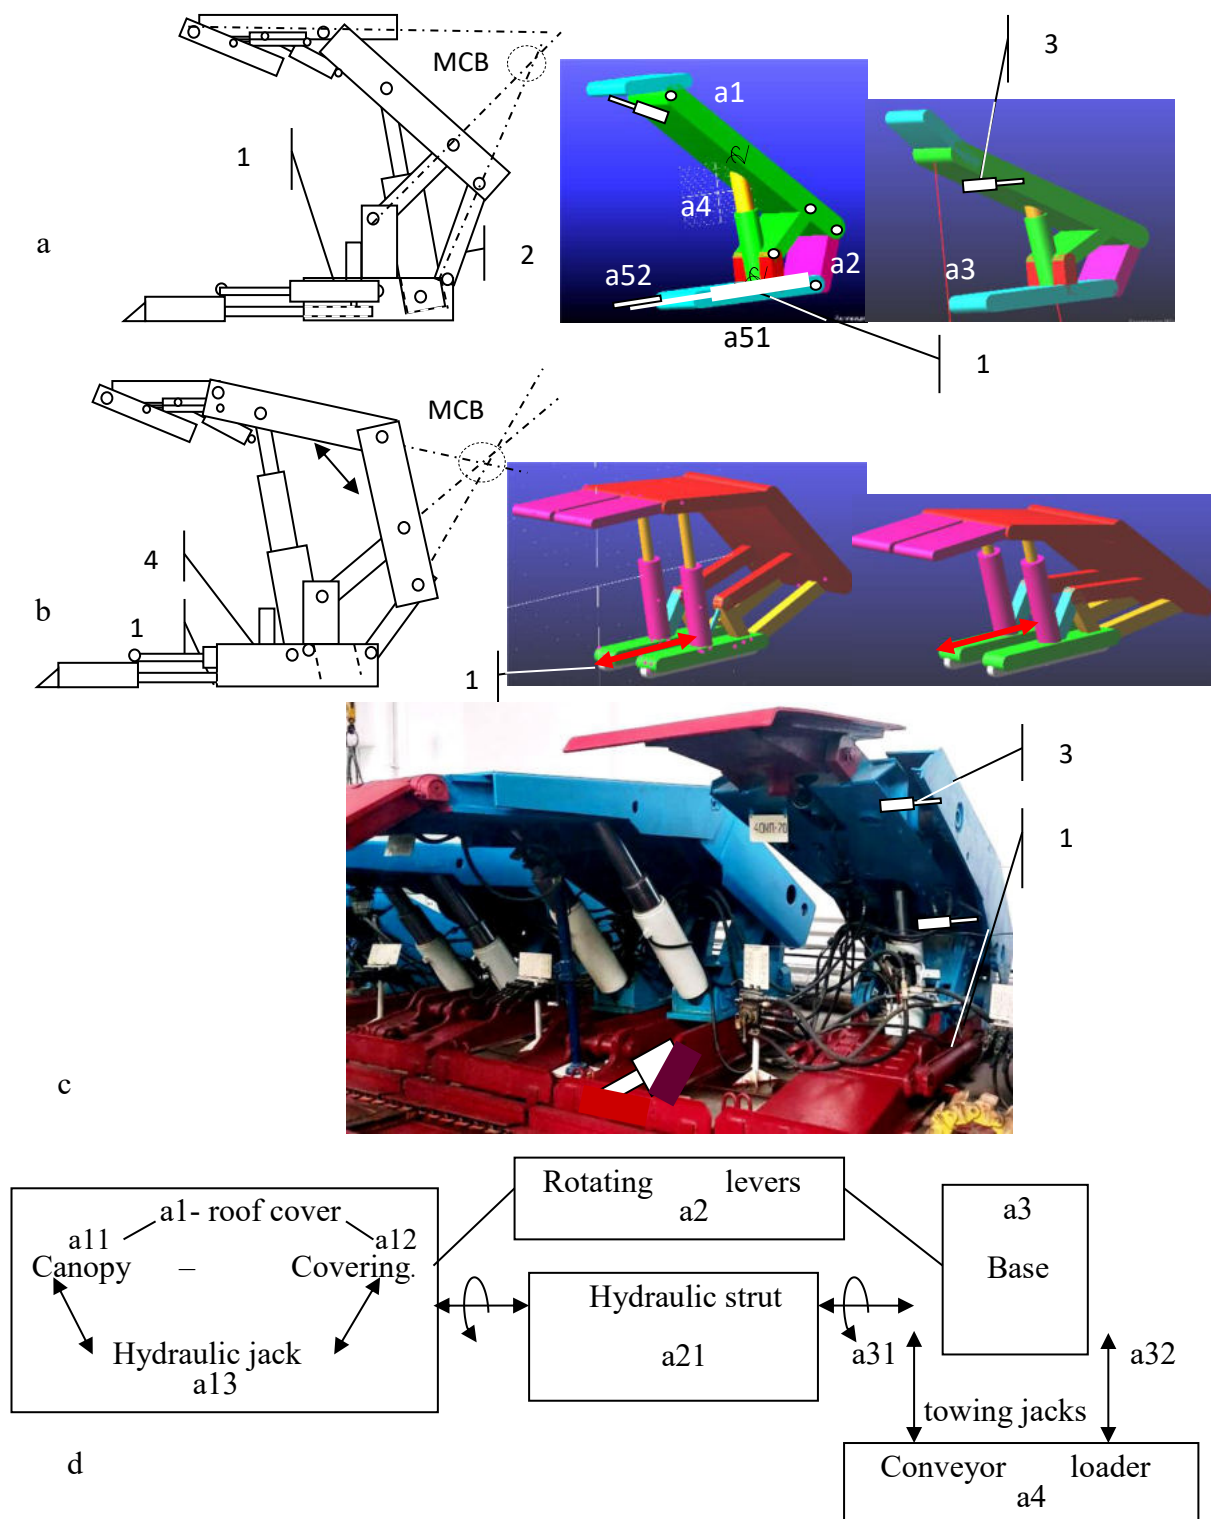 MCB
3
a1
1
a4
a
2
a2
a52
a3
a51
1
MCB
4
b
1
1
3
40МП-70
1
c
Rotating levers
a2
a3
a1- roof cover
a11
a12
Canopy – Covering.
Base
Hydraulic strut
Hydraulic jack
a21
a31
a32
a13
towing jacks
d
Conveyor loader
a4